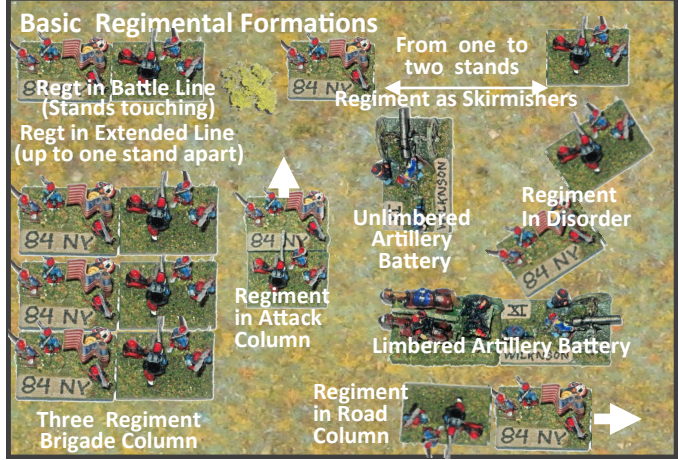 Basic Regimental Formations
84 NY
Regt in Battle Line
(Stands touching)
Regt in Extended Line
(up to one stand apart)
84 NY
From one to
two stands
Regiment as Skirmishers
WILKNSON
Unlimbered
Artillery
Battery
Regiment
In Disorder
84 NY
84 NY
84 NY
84 NY
Three Regiment
Brigade Column
84 NY
Regiment
in Attack
Column
XI
WILKNSON
Limbered Artillery Battery
Regiment
in Road
Column
84 NY